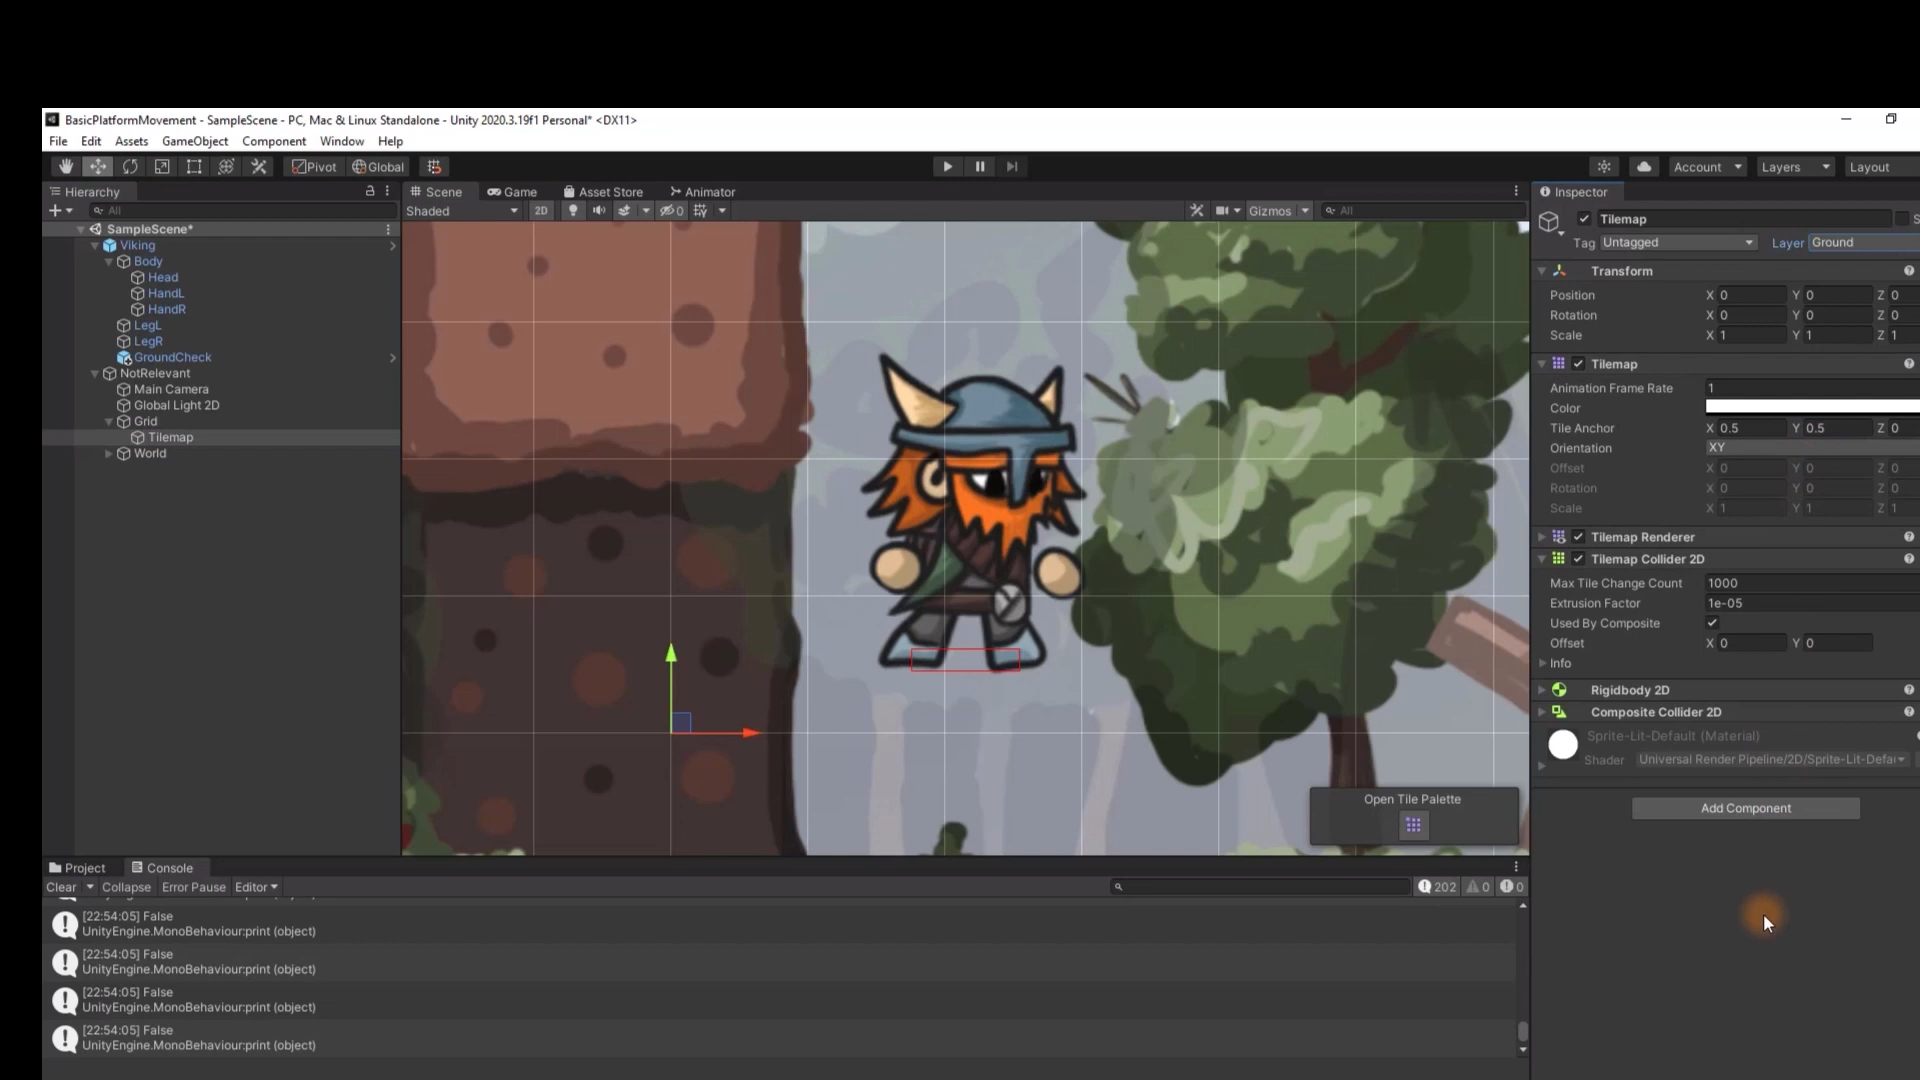 BasicPlatformMovement - SampleScene - PC, Mac & Linux Standalone - Unity 2020.3.19f1 Personal* <DX11>
File Edit Assets GameObject Component Window Help
Pivot Global Account Layers Layout
Hierarchy
All
SampleScene*
Viking
Body
Head
HandL
HandR
LegL
LegR
GroundCheck
NotRelevant
Main Camera
Global Light 2D
Grid
Tilemap
World
Scene Game Asset Store Animator
Shaded 2D 0 Gizmos All
Open Tile Palette
Inspector
Tilemap S
Tag Untagged Layer Ground
Transform
Position X 0 Y 0 Z 0
Rotation X 0 Y 0 Z 0
Scale X 1 Y 1 Z 1
Tilemap
Animation Frame Rate 1
Color
Tile Anchor X 0.5 Y 0.5 Z 0
Orientation XY
Offset X 0 Y 0 Z 0
Rotation X 0 Y 0 Z 0
Scale X 1 Y 1 Z 1
Tilemap Renderer
Tilemap Collider 2D
Max Tile Change Count 1000
Extrusion Factor 1e-05
Used By Composite
Offset X 0 Y 0
Info
Rigidbody 2D
Composite Collider 2D
Sprite-Lit-Default (Material)
Shader Universal Render Pipeline/2D/Sprite-Lit-Defau
Add Component
Project Console
Clear Collapse Error Pause Editor 202 0 0
[22:54:05] False
UnityEngine.MonoBehaviour:print (object)
[22:54:05] False
UnityEngine.MonoBehaviour:print (object)
[22:54:05] False
UnityEngine.MonoBehaviour:print (object)
[22:54:05] False
UnityEngine.MonoBehaviour:print (object)